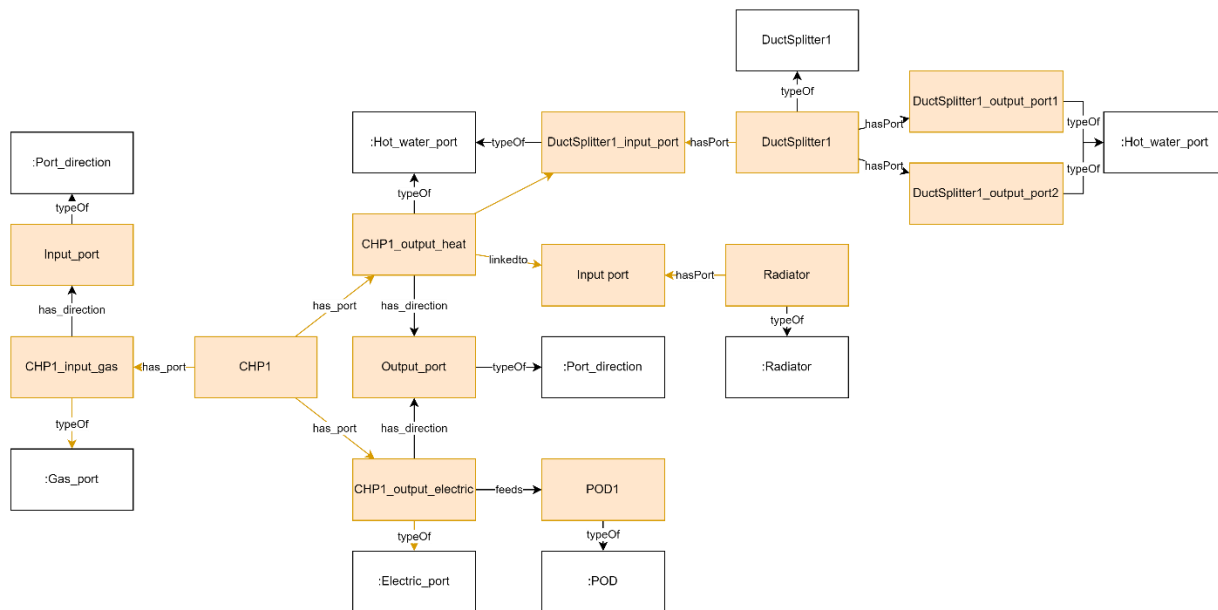 DuctSplitter1
typeOf
DuctSplitter1_output_port1
:Port_direction
:Hot_water_port
typeOf
DuctSplitter1_input_port
hasPort
DuctSplitter1
hasPort
typeOf
:Hot_water_port
hasPort
typeOf
DuctSplitter1_output_port2
typeOf
typeOf
Input_port
CHP1_output_heat
linkedto
Input port
hasPort
Radiator
has_direction
has_port
has_direction
typeOf
CHP1_input_gas
has_port
CHP1
Output_port
typeOf
:Port_direction
:Radiator
typeOf
has_port
has_direction
:Gas_port
CHP1_output_electric
feeds
POD1
typeOf
typeOf
:Electric_port
:POD